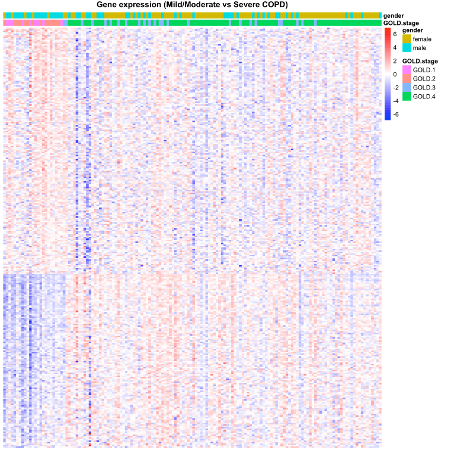 Gene expression (Mild/Moderate vs Severe COPD)
gender
GOLD.stage
6
4
2
0
-2
-4
-6
gender
female
male
GOLD.stage
GOLD.1
GOLD.2
GOLD.3
GOLD.4